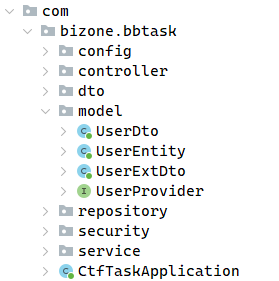 com
bizone.bbtask
config
controller
dto
model
UserDto
UserEntity
UserExtDto
UserProvider
repository
security
service
CtfTaskApplication